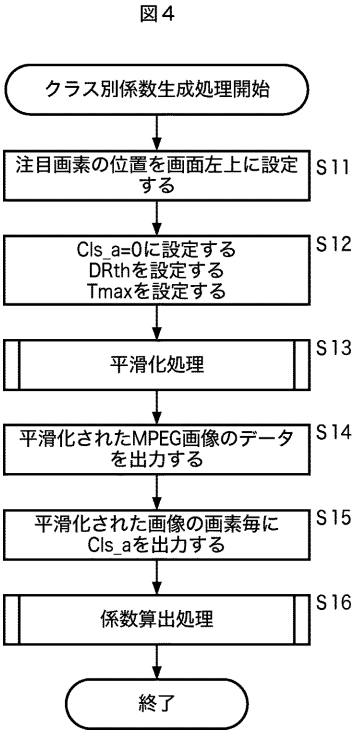 図4
クラス別係数生成処理開始
注目画素の位置を画面左上に設定
する
S11
Cls_a=0に設定する
DRthを設定する
Tmaxを設定する
S12
平滑化処理
S13
平滑化されたMPEG画像のデータ
を出力する
S14
平滑化された画像の画素毎に
Cls_aを出力する
S15
係数算出処理
S16
終了